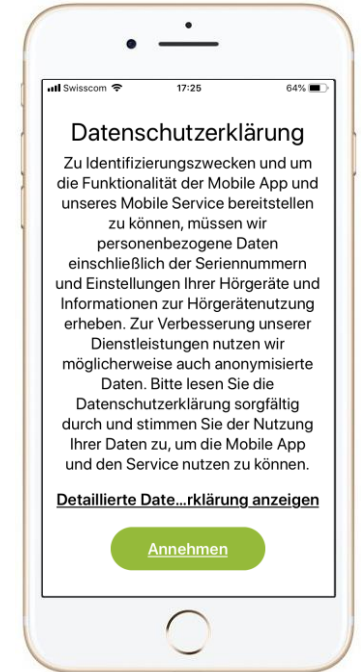 Swisscom 17:25 64%
Datenschutzerklärung
Zu Identifizierungszwecken und um
die Funktionalität der Mobile App und
unseres Mobile Service bereitstellen
zu können, müssen wir
personenbezogene Daten
einschließlich der Seriennummern
und Einstellungen Ihrer Hörgeräte und
Informationen zur Hörgerätenutzung
erheben. Zur Verbesserung unserer
Dienstleistungen nutzen wir
möglicherweise auch anonymisierte
Daten. Bitte lesen Sie die
Datenschutzerklärung sorgfältig
durch und stimmen Sie der Nutzung
Ihrer Daten zu, um die Mobile App
und den Service nutzen zu können.
Detaillierte Date...rklärung anzeigen
Annehmen